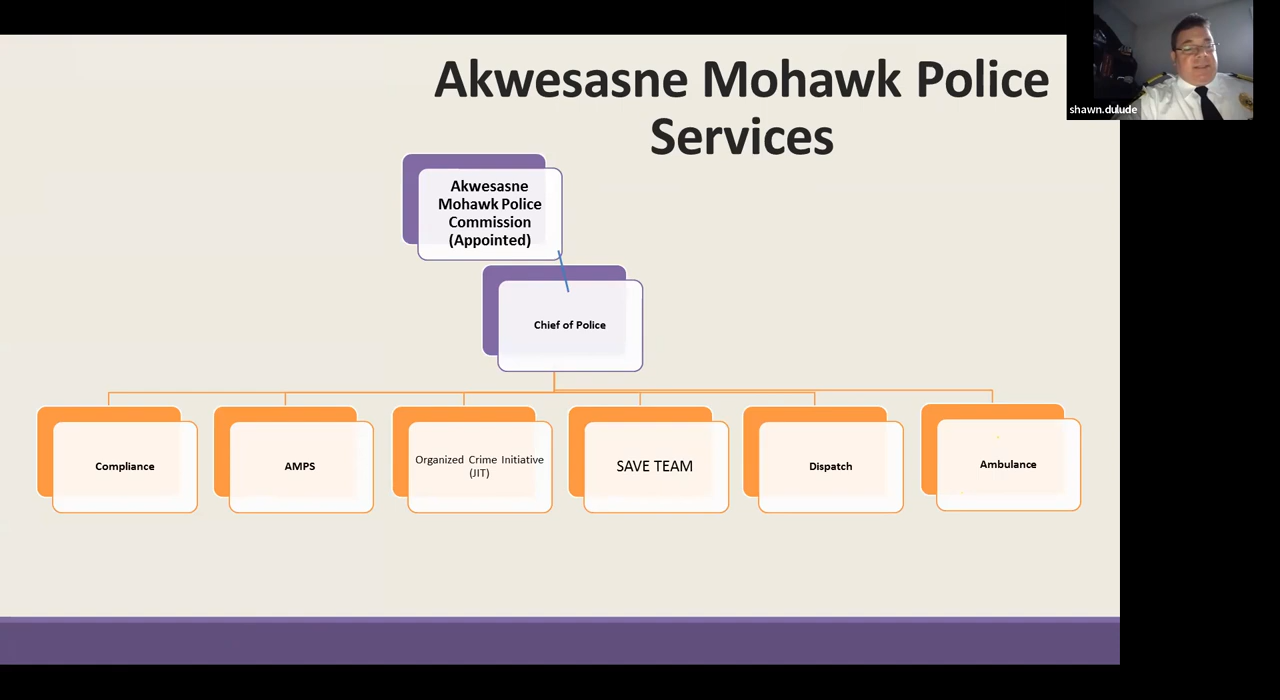 Akwesasne Mohawk Police
Services
shawn.dulude
Akwesasne
Mohawk Police
Commission
(Appointed)
Chief of Police
Compliance
AMPS
Organized Crime Initiative
(JIT)
SAVE TEAM
Dispatch
Ambulance